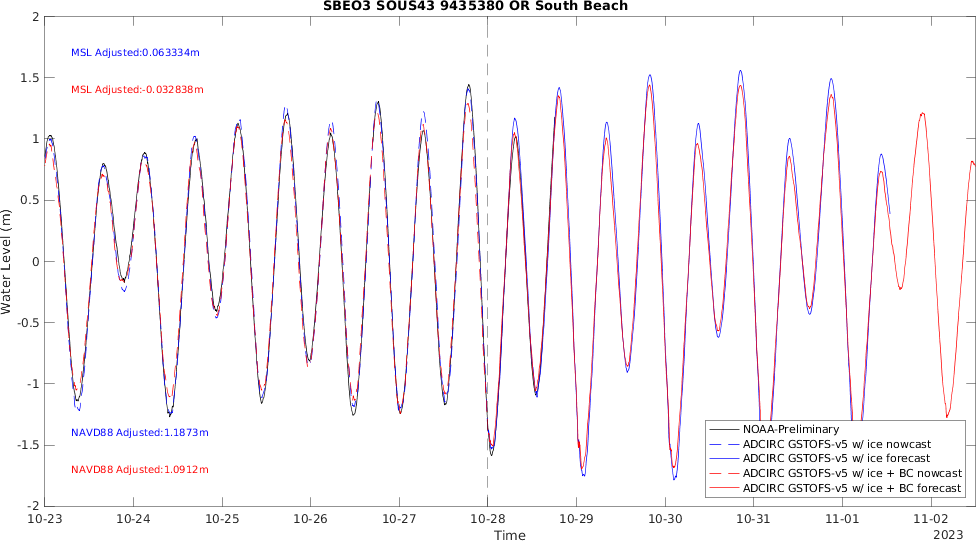 SBEO3 SOUS43 9435380 OR South Beach
MSL Adjusted:0.063334m
MSL Adjusted:-0.032838m
NAVD88 Adjusted:1.1873m
NAVD88 Adjusted:1.0912m
Water Level (m)
2
1.5
1
0.5
0
-0.5
-1
-1.5
-2
NOAA-Preliminary
ADCIRC GSTOFS-v5 w/ ice nowcast
ADCIRC GSTOFS-v5 w/ ice forecast
ADCIRC GSTOFS-v5 w/ ice + BC nowcast
ADCIRC GSTOFS-v5 w/ ice + BC forecast
10-23 10-24 10-25 10-26 10-27 10-28 10-29 10-30 10-31 11-01 11-02
Time
2023